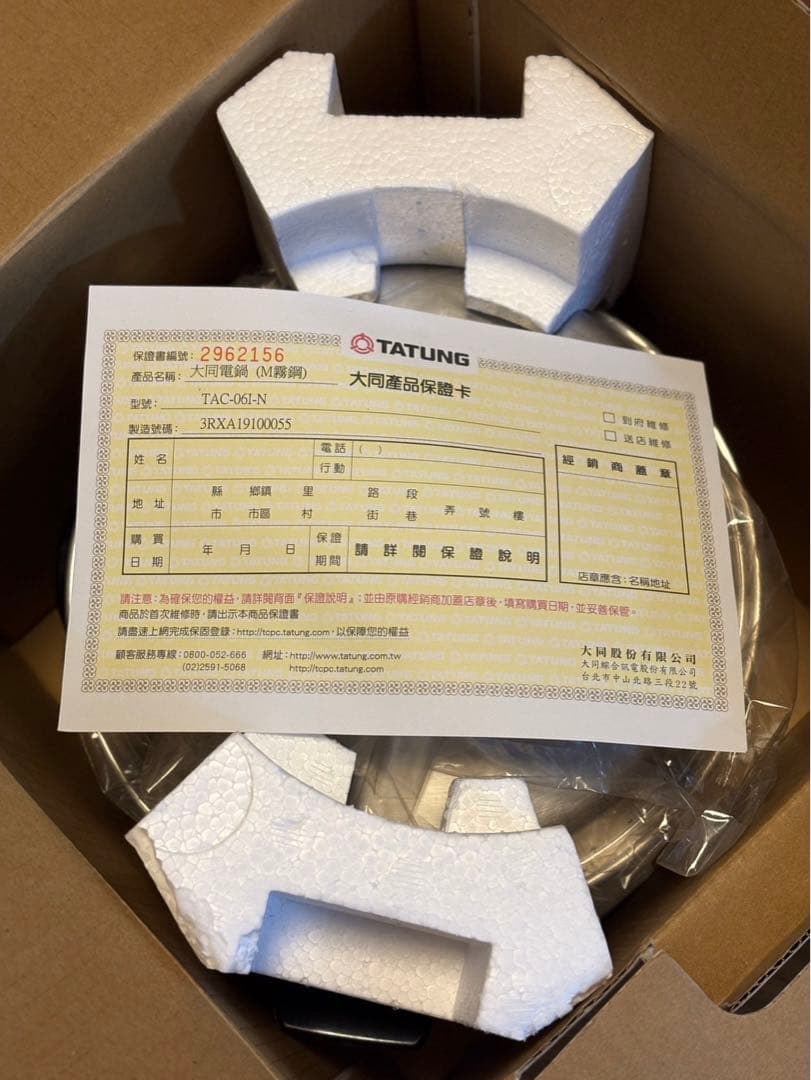 TATUNG
大同產品保證卡
保證書編號：2962156
產品名稱：大同電鍋 (M霧鋼)
型號：TAC-06I-N
製造號碼：3RXA19100055
□ 到府維修
□ 送店維修
姓名
電話 ( )
行動
地址
縣 鄉鎮 里 路 段
市 市區 村 街 巷 弄 號 樓
購買日期
年 月 日
保證期間
請詳閱保證說明
經銷商蓋章
店章應含：名稱地址
請注意：為確保您的權益，請詳閱背面『保證說明』；並由原購經銷商加蓋店章後，填寫購買日期，並妥善保管。
商品於首次維修時，請出示本商品保證書
請盡速上網完成保固登錄：http://tcpc.tatung.com，以保障您的權益
顧客服務專線：0800-052-666 網址：http://www.tatung.com.tw
(02)2591-5068 http://tcpc.tatung.com
大同股份有限公司
大同綜合訊電股份有限公司
台北市中山北路三段22號